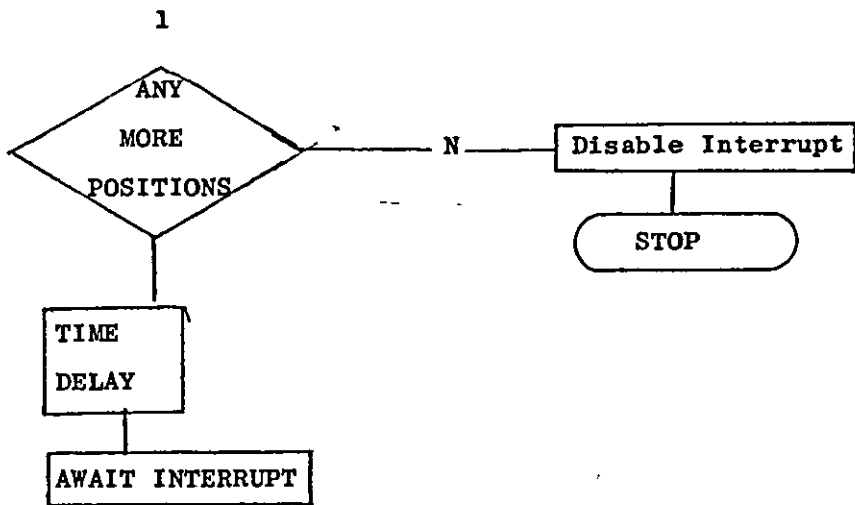 1
ANY
MORE
POSITIONS
N
Disable Interrupt
STOP
TIME
DELAY
AWAIT INTERRUPT